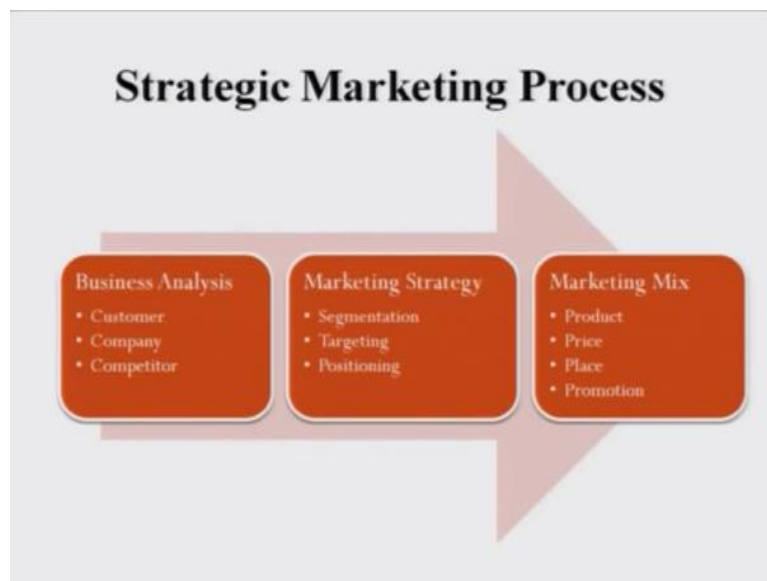 Strategic Marketing Process
Business Analysis
• Customer
• Company
• Competitor
Marketing Strategy
• Segmentation
• Targeting
• Positioning
Marketing Mix
• Product
• Price
• Place
• Promotion